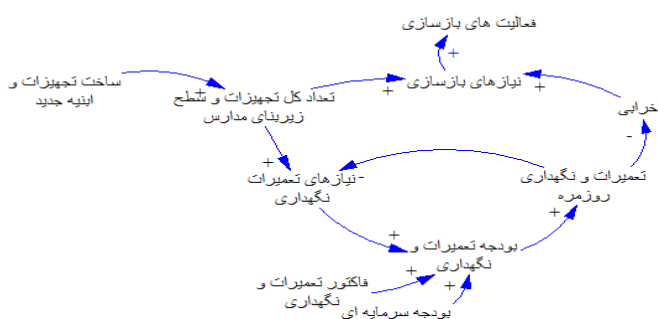 فعالیت های بازسازی
+
ساخت تجهیزات و
ابنیه جدید
+
تعداد کل تجهیزات و سطح
زیربنای مدارس
+
نیازهای بازسازی
+
خرابی
-
+
نیازهای تعمیرات
نگهداری
-
تعمیرات و نگهداری
روزمره
+
+
بودجه تعمیرات و
نگهداری
+
فاکتور تعمیرات و
نگهداری
+
بودجه سرمایه ای